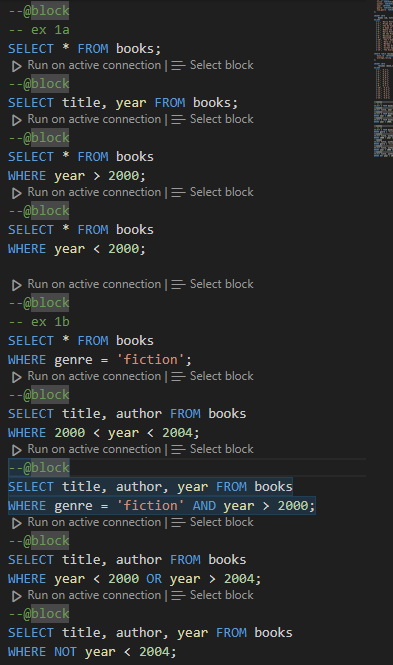 --@block
-- ex 1a
SELECT * FROM books;
Run on active connection | Select block
--@block
SELECT title, year FROM books;
Run on active connection | Select block
--@block
SELECT * FROM books
WHERE year > 2000;
Run on active connection | Select block
--@block
SELECT * FROM books
WHERE year < 2000;
Run on active connection | Select block
--@block
-- ex 1b
SELECT * FROM books
WHERE genre = 'fiction';
Run on active connection | Select block
--@block
SELECT title, author FROM books
WHERE 2000 < year < 2004;
Run on active connection | Select block
--@block
SELECT title, author, year FROM books
WHERE genre = 'fiction' AND year > 2000;
Run on active connection | Select block
--@block
SELECT title, author FROM books
WHERE year < 2000 OR year > 2004;
Run on active connection | Select block
--@block
SELECT title, author, year FROM books
WHERE NOT year < 2004;